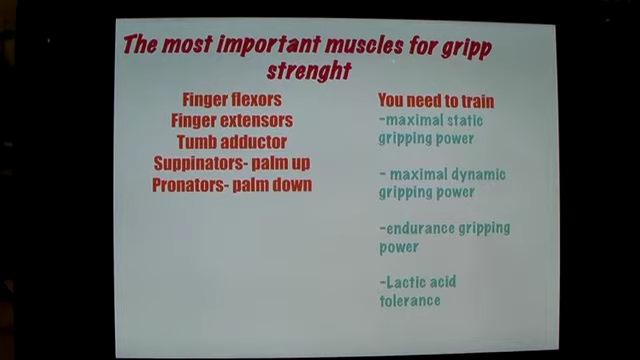 The most important muscles for gripp
strenght
Finger flexors
Finger extensors
Tumb adductor
Suppinators- palm up
Pronators- palm down
You need to train
-maximal static
gripping power
- maximal dynamic
gripping power
-endurance gripping
power
-Lactic acid
tolerance